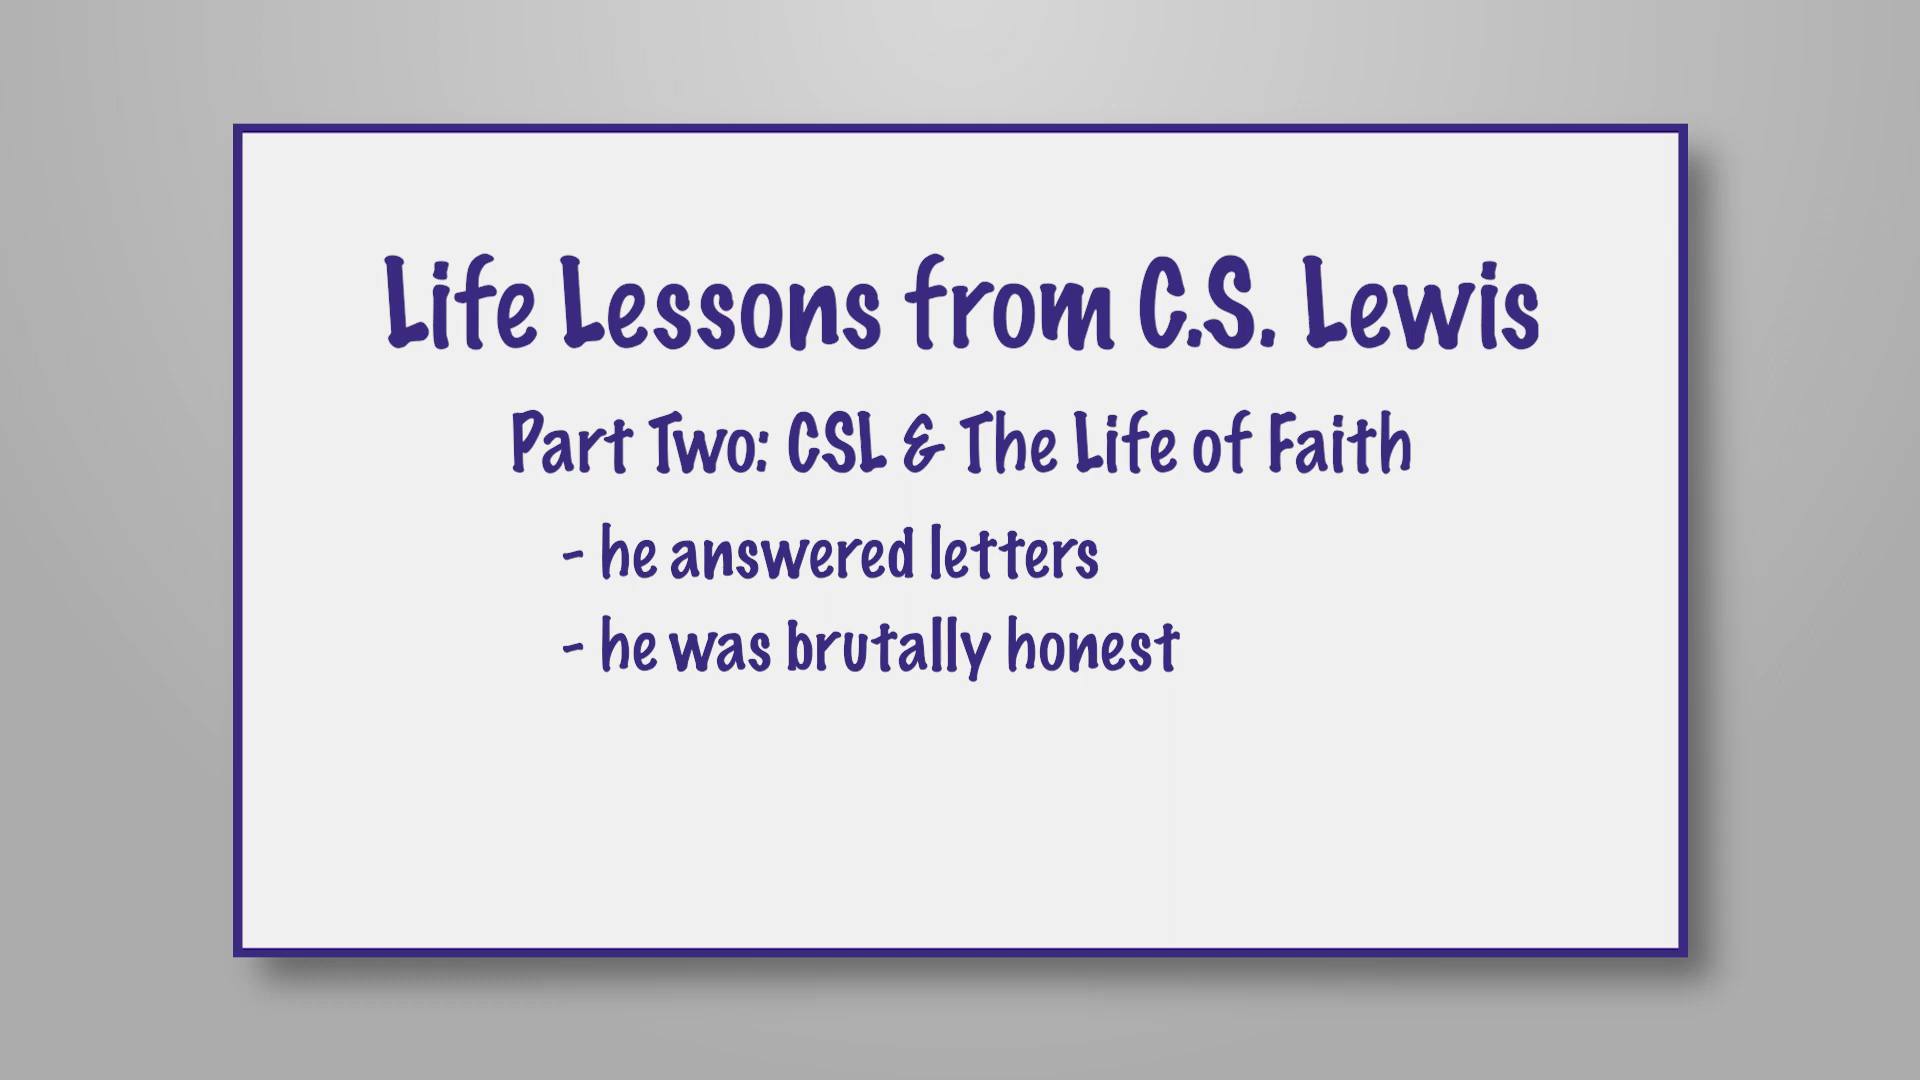 Life Lessons from C.S. Lewis
Part Two: CSL & The Life of Faith
- he answered letters
- he was brutally honest